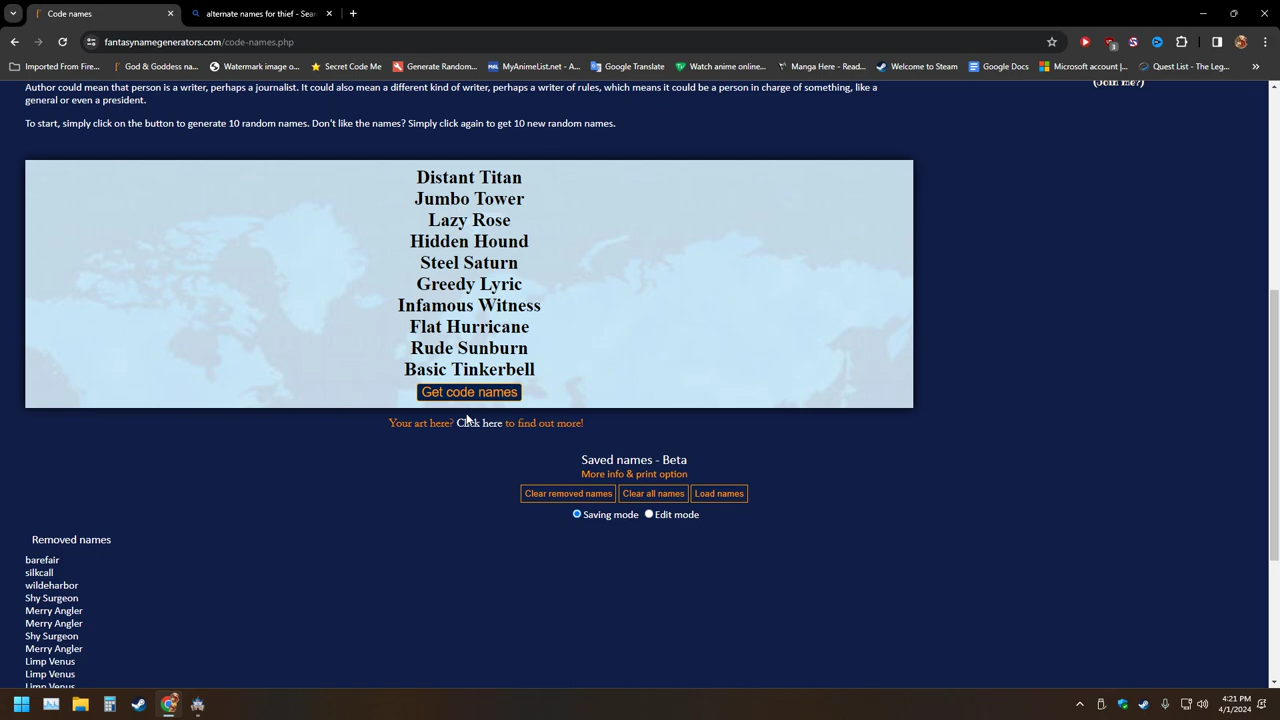 Code names
alternate names for thief - Sear
fantasynamegenerators.com/code-names.php
Imported From Fire...
God & Goddess na...
Watermark image o...
Secret Code Me
Generate Random...
MyAnimeList.net - A...
Google Translate
Watch anime online...
Manga Here - Read...
Welcome to Steam
Google Docs
Microsoft account |...
Quest List - The Eq...
Author could mean that person is a writer, perhaps a journalist. It could also mean a different kind of writer, perhaps a writer of rules, which means it could be a person in charge of something, like a
general or even a president.
(Join me?)
To start, simply click on the button to generate 10 random names. Don't like the names? Simply click again to get 10 new random names.
Distant Titan
Jumbo Tower
Lazy Rose
Hidden Hound
Steel Saturn
Greedy Lyric
Infamous Witness
Flat Hurricane
Rude Sunburn
Basic Tinkerbell
Get code names
Your art here? Click here to find out more!
Saved names - Beta
More info & print option
Clear removed names
Clear all names
Load names
Saving mode
Edit mode
Removed names
barefair
silkcall
wildeharbor
Shy Surgeon
Merry Angler
Merry Angler
Shy Surgeon
Merry Angler
Limp Venus
Limp Venus
Limp Venus
4:21 PM
4/1/2024